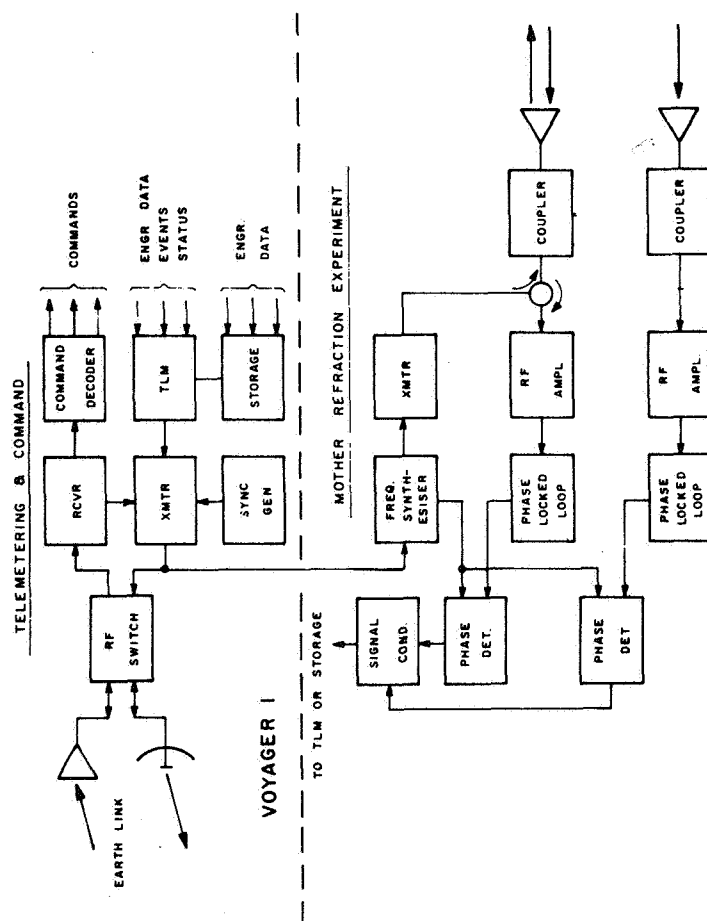 TELEMETERING & COMMAND
EARTH LINK
RF
SWITCH
RCVR
COMMAND
DECODER
COMMANDS
XMTR
TLM
ENGR DATA
EVENTS
STATUS
SYNC
GEN
STORAGE
ENGR.
DATA
VOYAGER I
MOTHER REFRACTION EXPERIMENT
TO TLM OR STORAGE
SIGNAL
COND.
PHASE
DET.
PHASE
DET
FREQ.
SYNTH-
ESISER
XMTR
PHASE
LOCKED
LOOP
RF
AMPL
COUPLER
PHASE
LOCKED
LOOP
RF
AMPL.
COUPLER